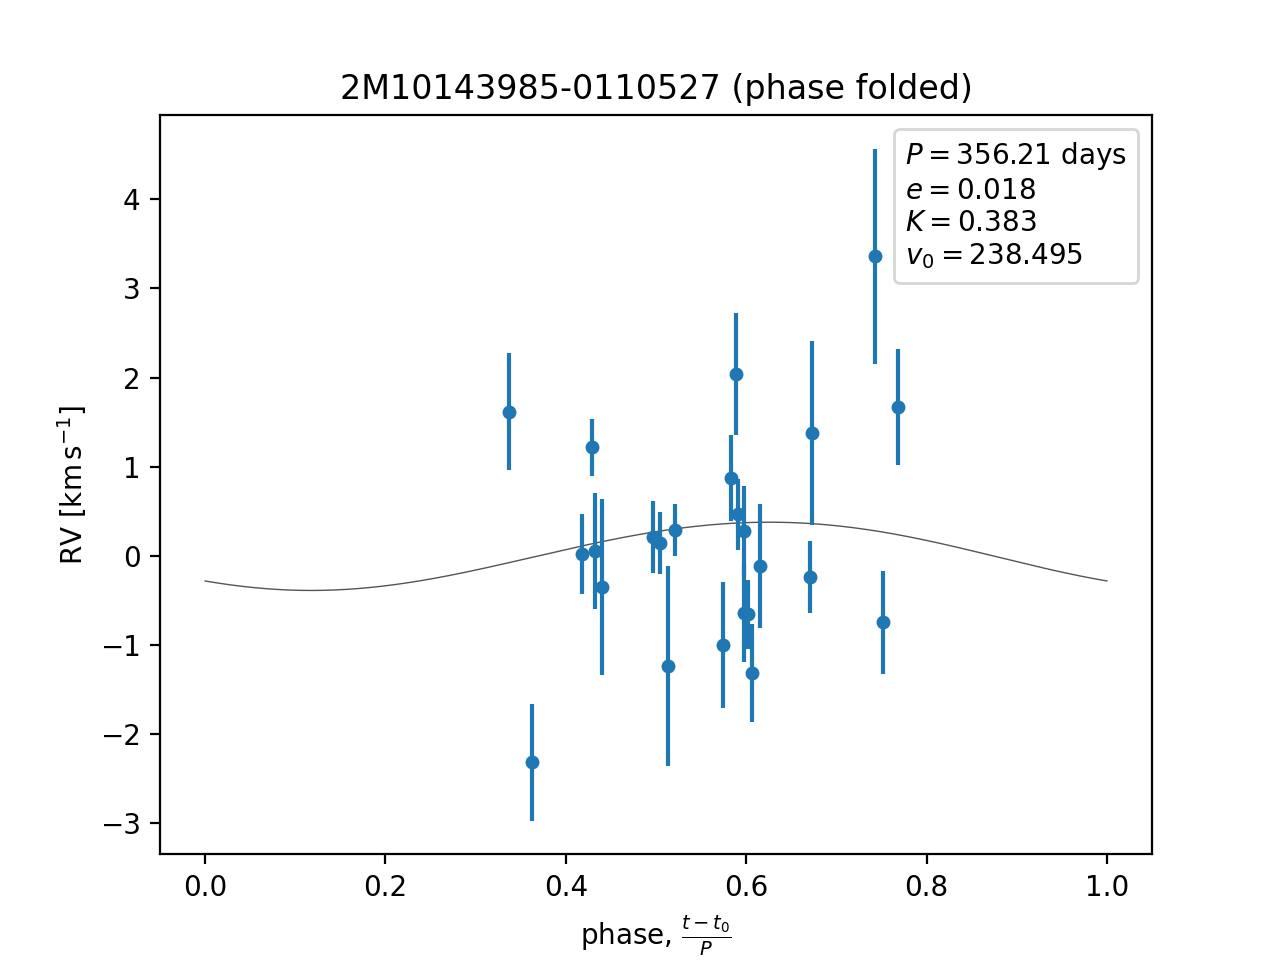 2M10143985-0110527 (phase folded)
P = 356.21 days
e = 0.018
K = 0.383
v₀ = 238.495
RV [km s⁻¹]
4
3
2
1
0
−1
−2
−3
0.0 0.2 0.4 0.6 0.8 1.0
phase, (t − t₀)/P